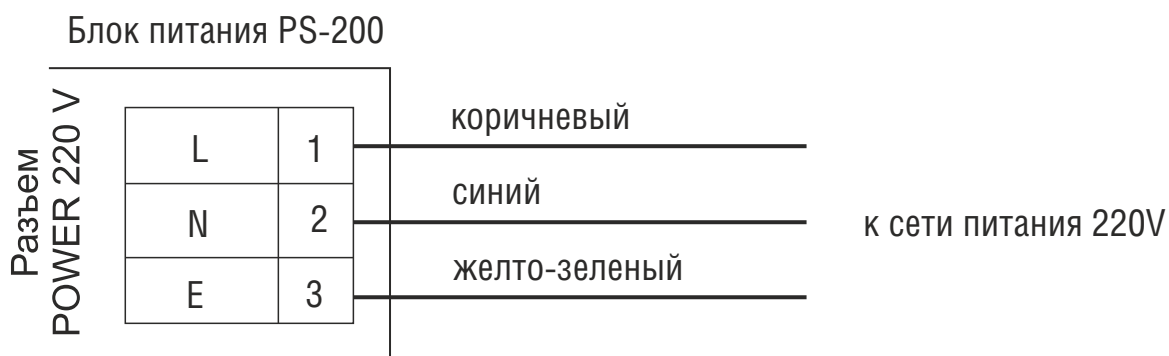 Блок питания PS-200
Разъем
POWER 220 V
L 1 коричневый
N 2 синий
E 3 желто-зеленый
к сети питания 220V